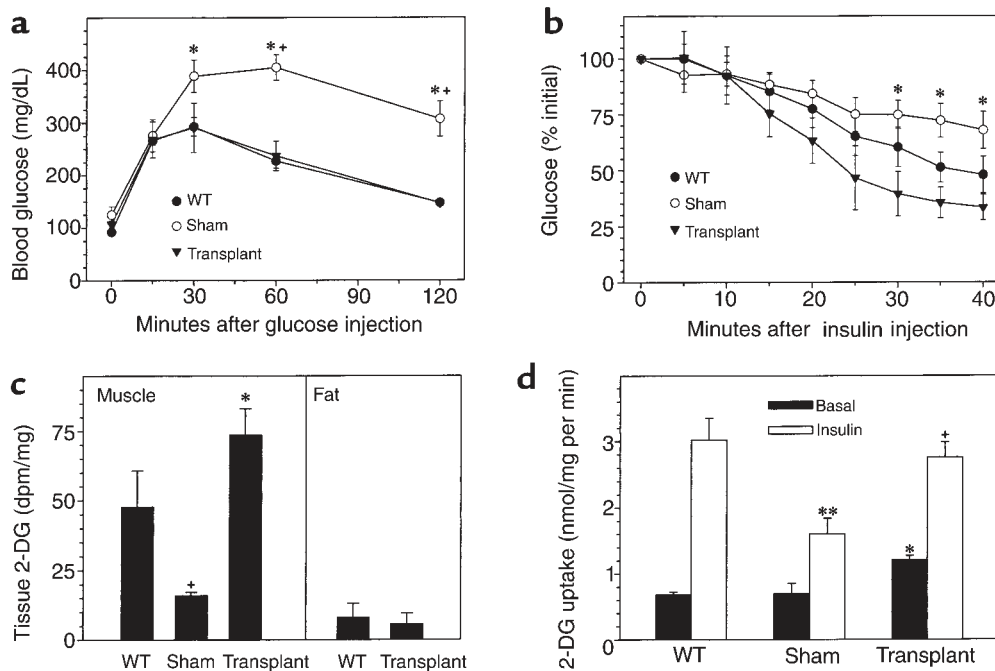 a
Blood glucose (mg/dL)
400
300
200
100
0
*
*+
*+
WT
Sham
Transplant
0 30 60 90 120
Minutes after glucose injection
b
Glucose (% initial)
100
75
50
25
0
* * *
WT
Sham
Transplant
0 10 20 30 40
Minutes after insulin injection
c
Tissue 2-DG (dpm/mg)
75
50
25
0
Muscle
Fat
+
*
WT Sham Transplant
WT Transplant
d
2-DG uptake (nmol/mg per min)
3
2
1
0
Basal
Insulin
**
*
+
WT Sham Transplant